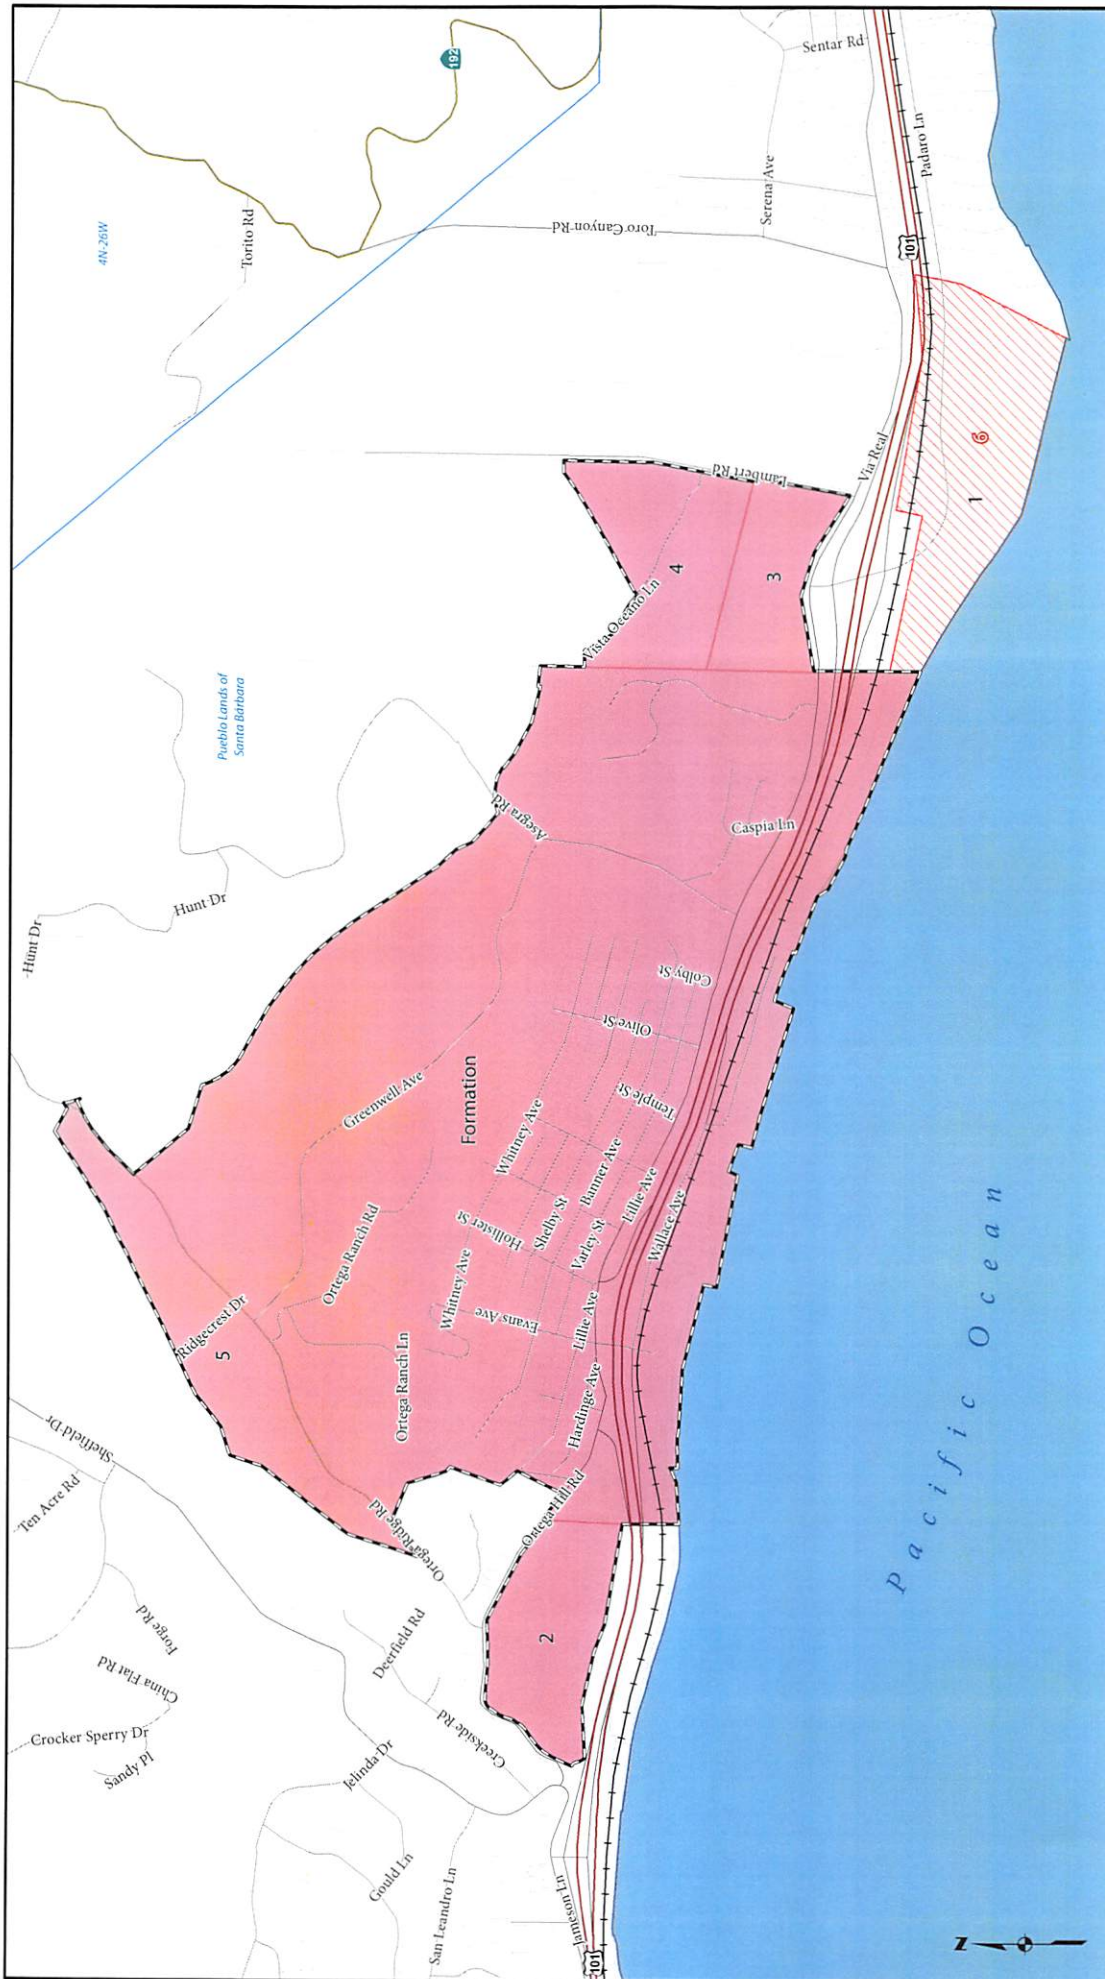 Hunt Dr
Hunt Dr
Pueblo Lands of
Santa Bárbara
4N-26W
192
Torito Rd
Toro Canyon Rd
Serena Ave
Sentar Rd
Padaro Ln
101
Via Real
Lambert Rd
Vista Oceano Ln
4
3
6
1
Asegra Rd
Caspia Ln
Greenwell Ave
Formation
Colby St
Olive St
Temple St
Whitney Ave
Banner Ave
Shelby St
Lillie Ave
Hollister St
Varley St
Wallace Ave
Whitney Ave
Evans Ave
Lillie Ave
Hardinge Ave
Ortega Ranch Rd
Ortega Ranch Ln
Ridgecrest Dr
5
Ortega Ridge Rd
Ortega Hill Rd
2
Sheffield Dr
Ten Acre Rd
Forge Rd
China Flat Rd
Crocker Sperry Dr
Sandy Pl
Deerfield Rd
Creekside Rd
Jelinda Dr
Gould Ln
San Leandro Ln
Jameson Ln
101
Pacific Ocean
N